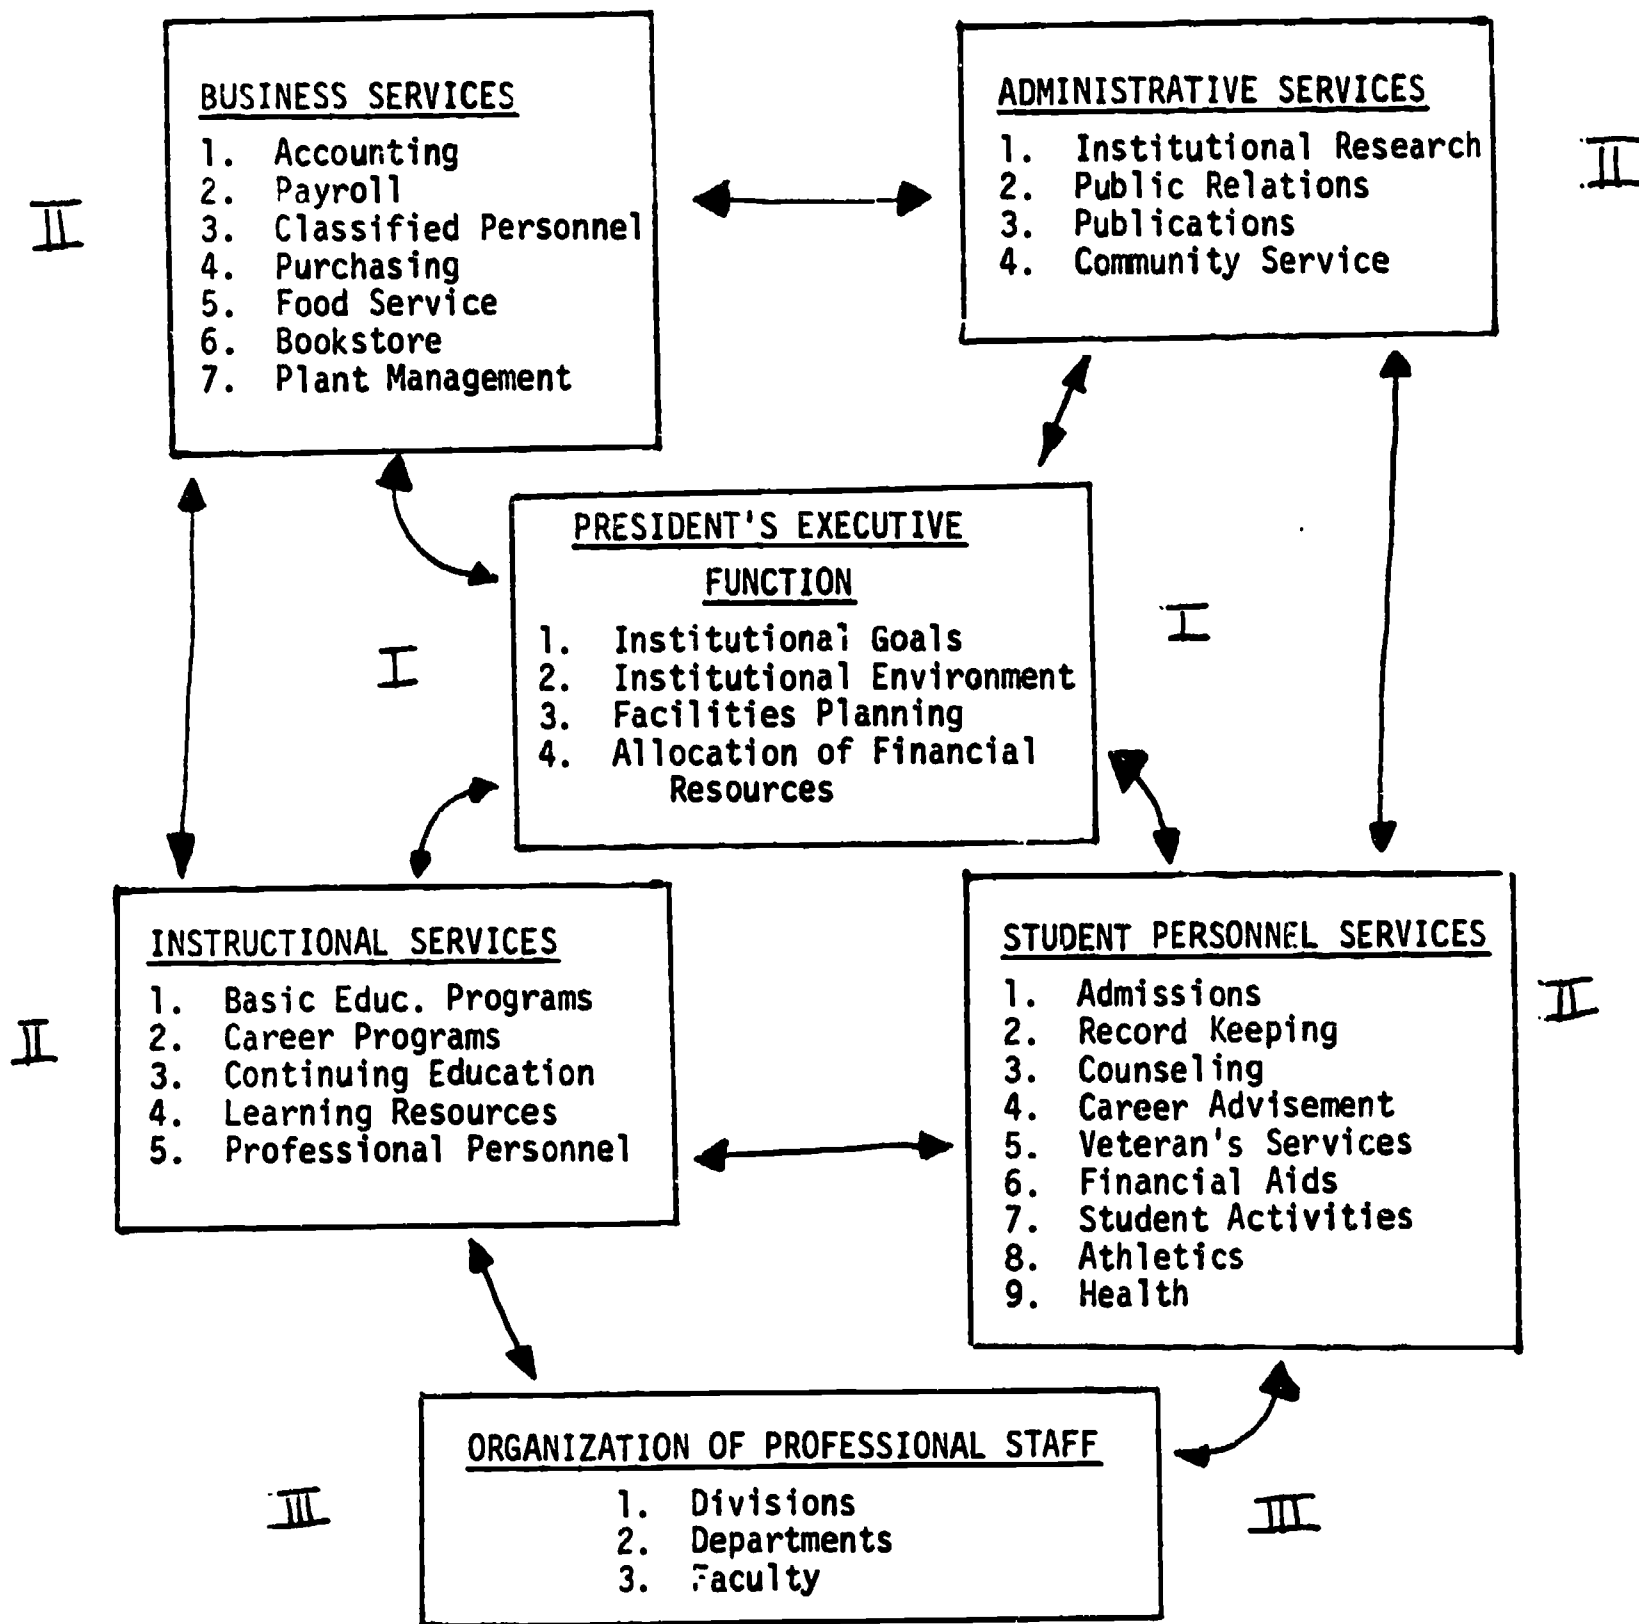 BUSINESS SERVICES
1. Accounting
2. Payroll
3. Classified Personnel
4. Purchasing
5. Food Service
6. Bookstore
7. Plant Management
II
ADMINISTRATIVE SERVICES
1. Institutional Research
2. Public Relations
3. Publications
4. Community Service
II
PRESIDENT'S EXECUTIVE
FUNCTION
1. Institutional Goals
2. Institutional Environment
3. Facilities Planning
4. Allocation of Financial
Resources
I
I
INSTRUCTIONAL SERVICES
1. Basic Educ. Programs
2. Career Programs
3. Continuing Education
4. Learning Resources
5. Professional Personnel
II
STUDENT PERSONNEL SERVICES
1. Admissions
2. Record Keeping
3. Counseling
4. Career Advisement
5. Veteran's Services
6. Financial Aids
7. Student Activities
8. Athletics
9. Health
II
ORGANIZATION OF PROFESSIONAL STAFF
1. Divisions
2. Departments
3. Faculty
III
III